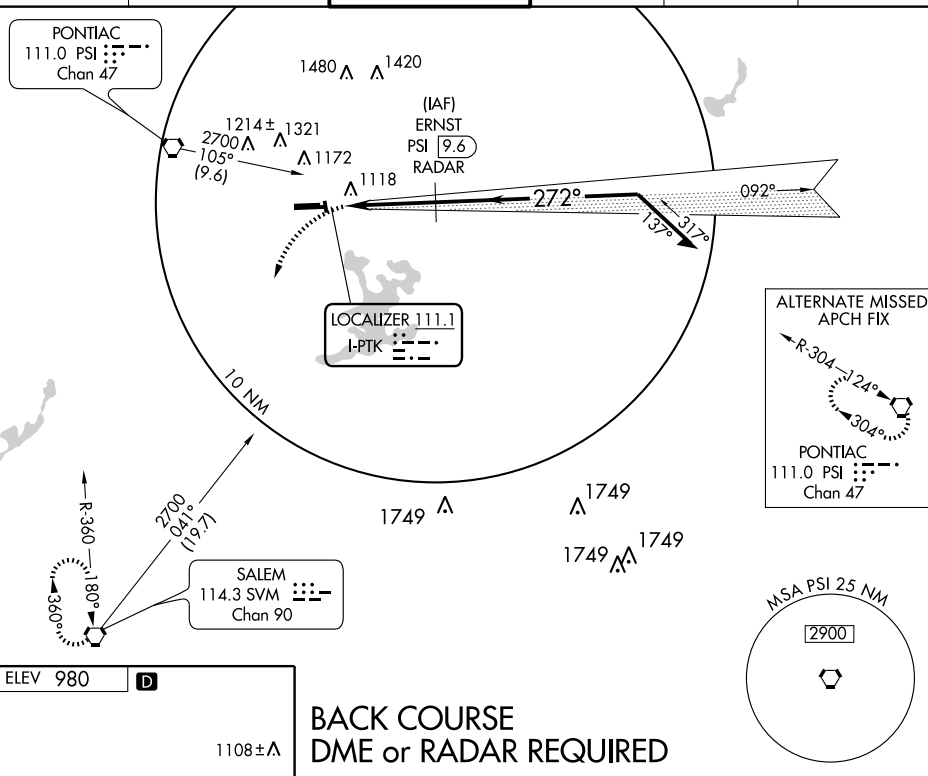 PONTIAC
111.0 PSI
Chan 47
1480
1420
(IAF)
ERNST
PSI 9.6
RADAR
1214±
1321
2700
105°
(9.6)
1172
1118
272°
092°
317°
137°
LOCALIZER 111.1
I-PTK
ALTERNATE MISSED
APCH FIX
R-304
124°
304°
PONTIAC
111.0 PSI
Chan 47
10 NM
2700
041°
(19.7)
R-360
180°
360°
1749
1749
1749
1749
SALEM
114.3 SVM
Chan 90
MSA PSI 25 NM
2900
ELEV 980
D
1108±
BACK COURSE
DME or RADAR REQUIRED